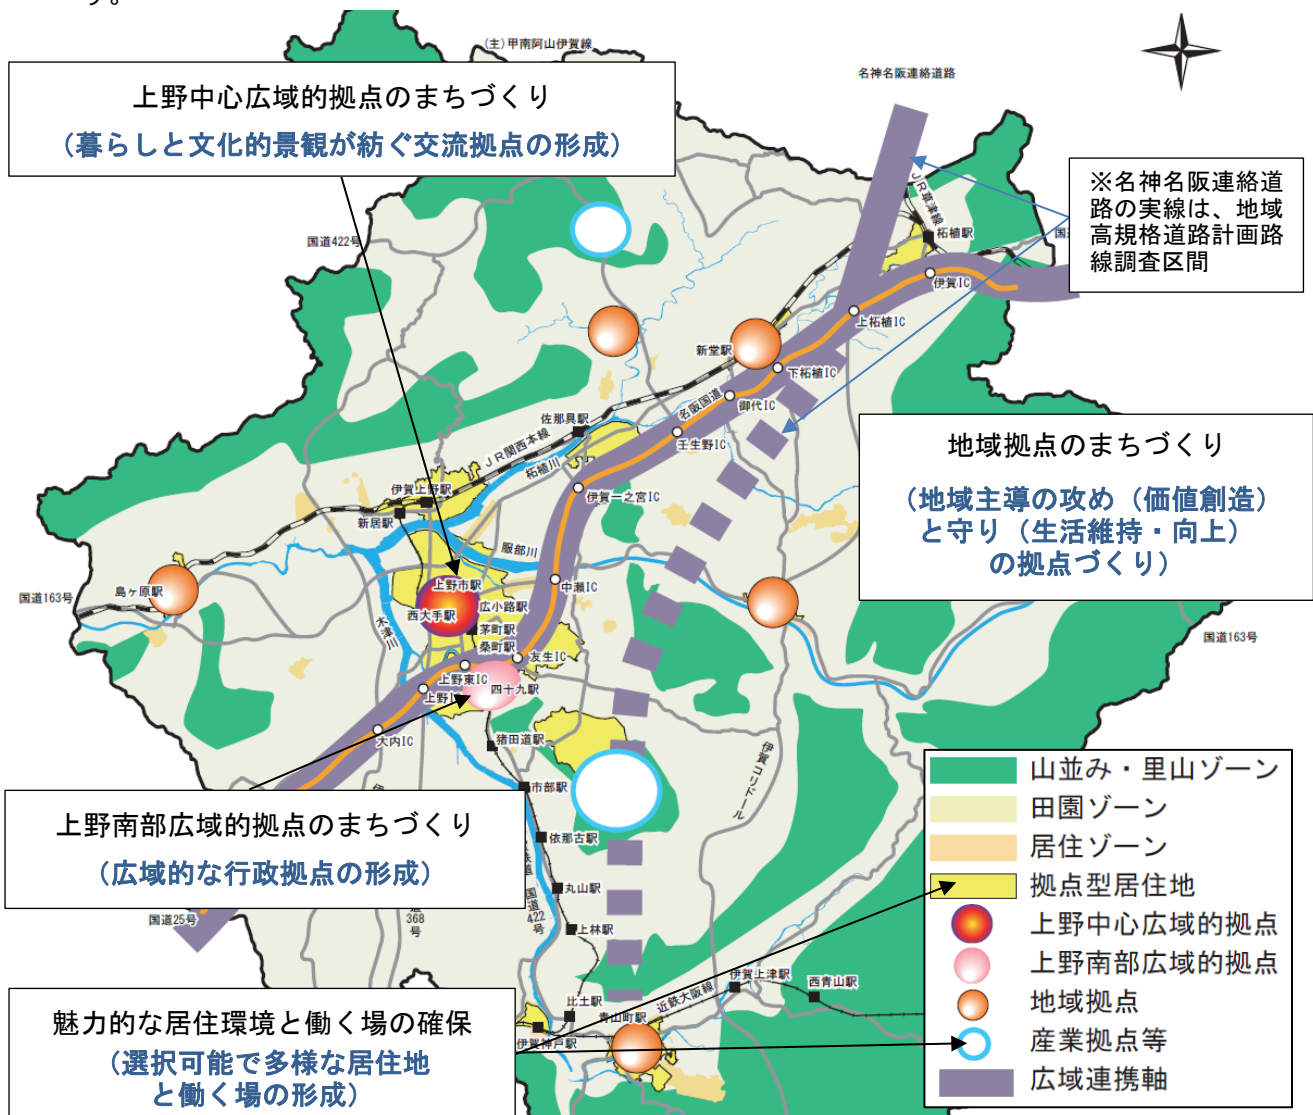 す。
(主)甲南阿山伊賀線
名神名阪連絡道路
上野中心広域的拠点のまちづくり
（暮らしと文化的景観が紡ぐ交流拠点の形成）
※名神名阪連絡道
路の実線は、地域
高規格道路計画路
線調査区間
国道422号
JR草津線
柘植駅
伊賀IC
上柘植IC
新堂駅
下柘植IC
名阪国道
御代IC
佐那具駅
壬生野IC
JR関西本線
柘植川
伊賀一之宮IC
伊賀上野駅
新居駅
服部川
地域拠点のまちづくり
（地域主導の攻め（価値創造）
と守り（生活維持・向上）
の拠点づくり）
島ヶ原駅
国道163号
上野市駅
中瀬IC
西大手駅
広小路駅
茅町駅
桑町駅
木津川
友生IC
国道163号
上野東IC
四十九駅
大内IC
猪田道駅
伊賀コリドール
市部駅
上野南部広域的拠点のまちづくり
（広域的な行政拠点の形成）
依那古駅
丸山駅
国道25号
368
号
国道
422
号
上林駅
伊賀上津駅
西青山駅
近鉄大阪線
比土駅
青山町駅
伊賀神戸駅
魅力的な居住環境と働く場の確保
（選択可能で多様な居住地
と働く場の形成）
山並み・里山ゾーン
田園ゾーン
居住ゾーン
拠点型居住地
上野中心広域的拠点
上野南部広域的拠点
地域拠点
産業拠点等
広域連携軸